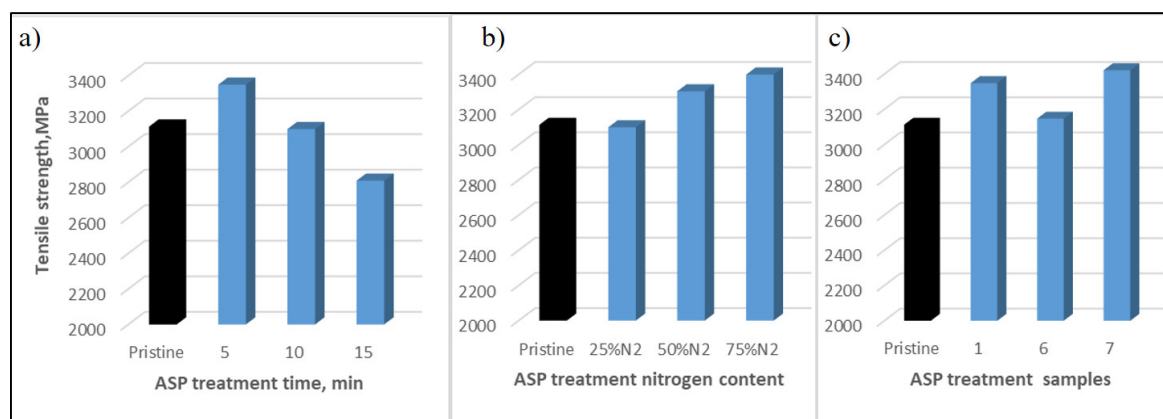 a)
Tensile strength,MPa
3400
3200
3000
2800
2600
2400
2200
2000
Pristine 5 10 15
ASP treatment time, min
b)
3400
3200
3000
2800
2600
2400
2200
2000
Pristine 25%N2 50%N2 75%N2
ASP treatment nitrogen content
c)
3400
3200
3000
2800
2600
2400
2200
2000
Pristine 1 6 7
ASP treatment samples